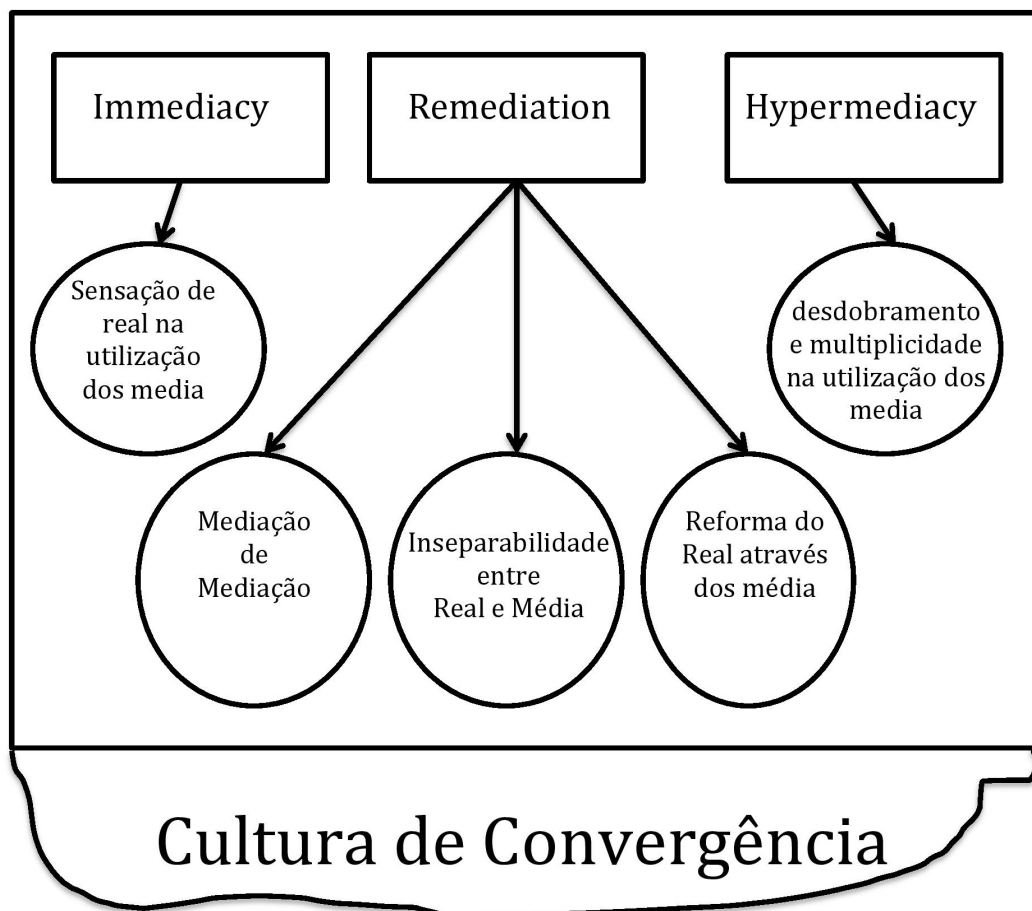 Immediacy
Remediation
Hypermediacy
Sensação de
real na
utilização
dos media
desdobramento
e multiplicidade
na utilização dos
media
Mediação
de
Mediação
Inseparabilidade
entre
Real e Média
Reforma do
Real através
dos média
Cultura de Convergência